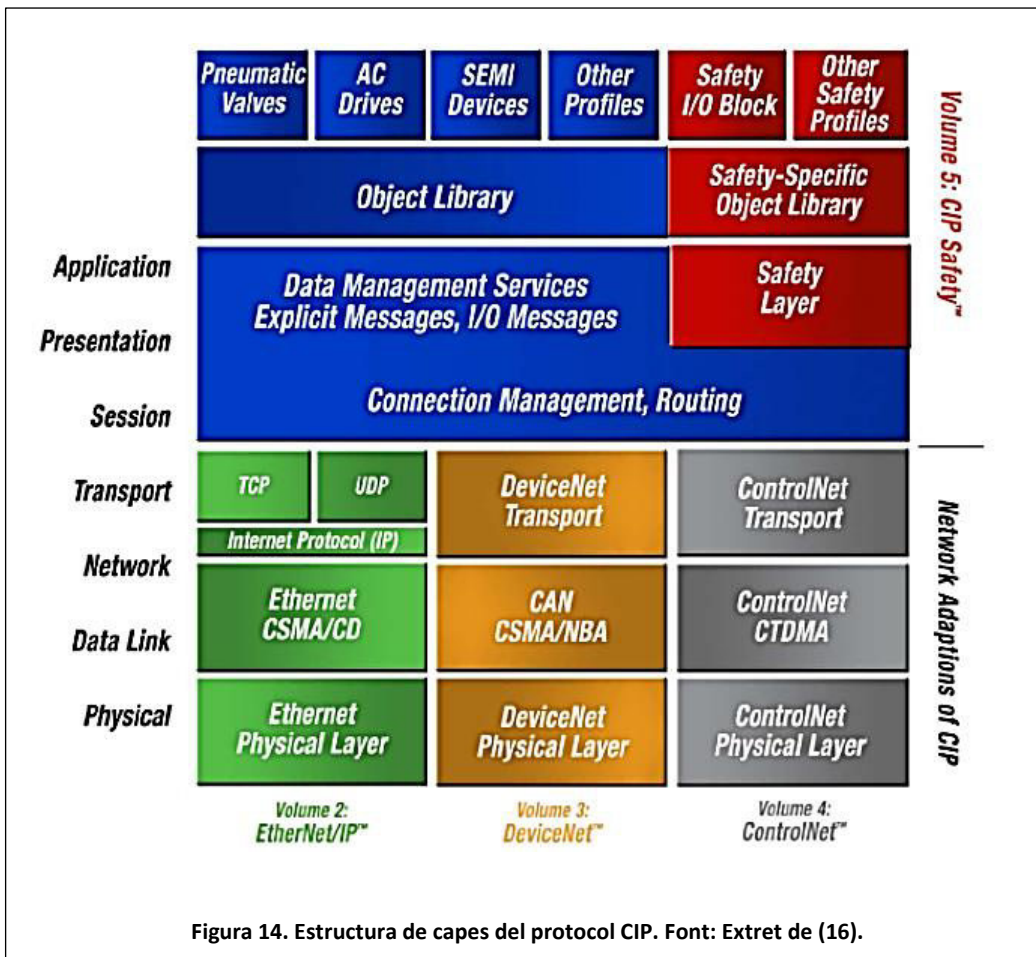 Pneumatic
Valves
AC
Drives
SEMI
Devices
Other
Profiles
Safety
I/O Block
Other
Safety
Profiles
Object Library
Safety-Specific
Object Library
Volume 5: CIP Safety™
Application
Presentation
Session
Data Management Services
Explicit Messages, I/O Messages
Safety
Layer
Connection Management, Routing
Transport
Network
Data Link
Physical
TCP
UDP
Internet Protocol (IP)
DeviceNet
Transport
ControlNet
Transport
Ethernet
CSMA/CD
CAN
CSMA/NBA
ControlNet
CTDMA
Ethernet
Physical Layer
DeviceNet
Physical Layer
ControlNet
Physical Layer
Network Adaptions of CIP
Volume 2:
EtherNet/IP™
Volume 3:
DeviceNet™
Volume 4:
ControlNet™
Figura 14. Estructura de capes del protocol CIP. Font: Extret de (16).